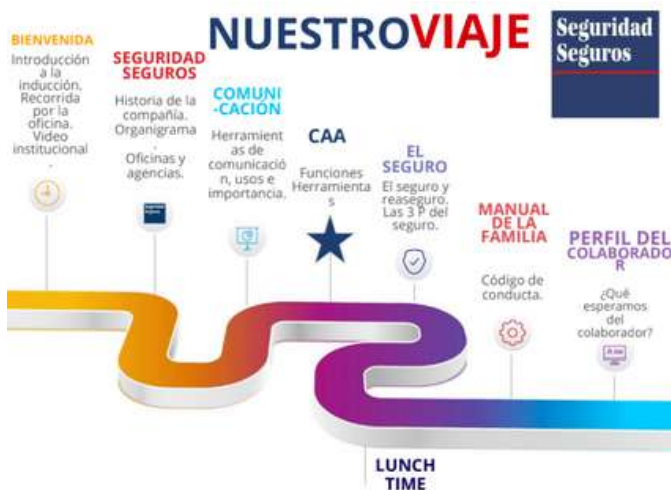 NUESTROVIAJE
Seguridad
Seguros
BIENVENIDA
Introducción
a la
inducción.
Recorrida
por la
oficina.
Video
institucional
.
SEGURIDAD
SEGUROS
Historia de la
compañía.
Organigrama
.
Oficinas y
agencias.
Seguridad
Seguros
COMUNI
-CACIÓN
Herramient
as de
comunicació
n, usos e
importancia.
CAA
Funciones
Herramienta
s
EL
SEGURO
El seguro y
reaseguro.
Las 3 P del
seguro.
MANUAL
DE LA
FAMILIA
Código de
conducta.
PERFIL DEL
COLABORADO
R
¿Qué
esperamos
del
colaborador?
LUNCH
TIME